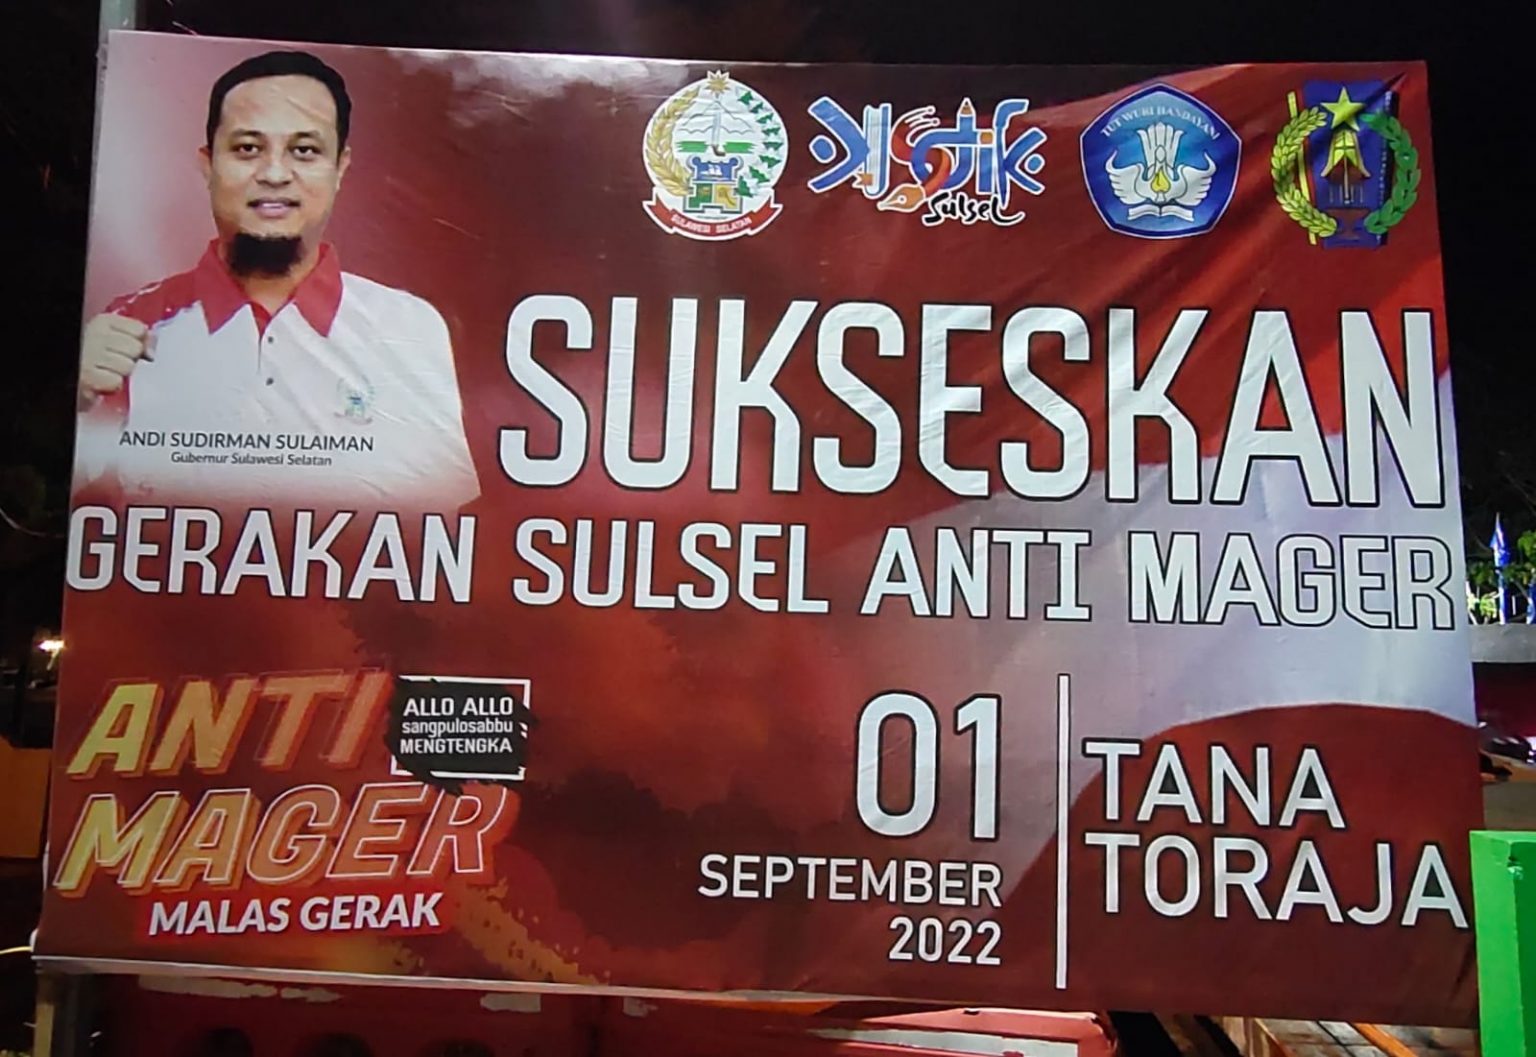 SULAWESI SELATAN
Sulsel
TUT WURI HANDAYANI
ANDI SUDIRMAN SULAIMAN
Gubernur Sulawesi Selatan
SUKSESKAN
GERAKAN SULSEL ANTI MAGER
ANTI
MAGER
MALAS GERAK
ALLO ALLO
sangpulosabbu
MENGTENGKA
01
SEPTEMBER
2022
TANA
TORAJA